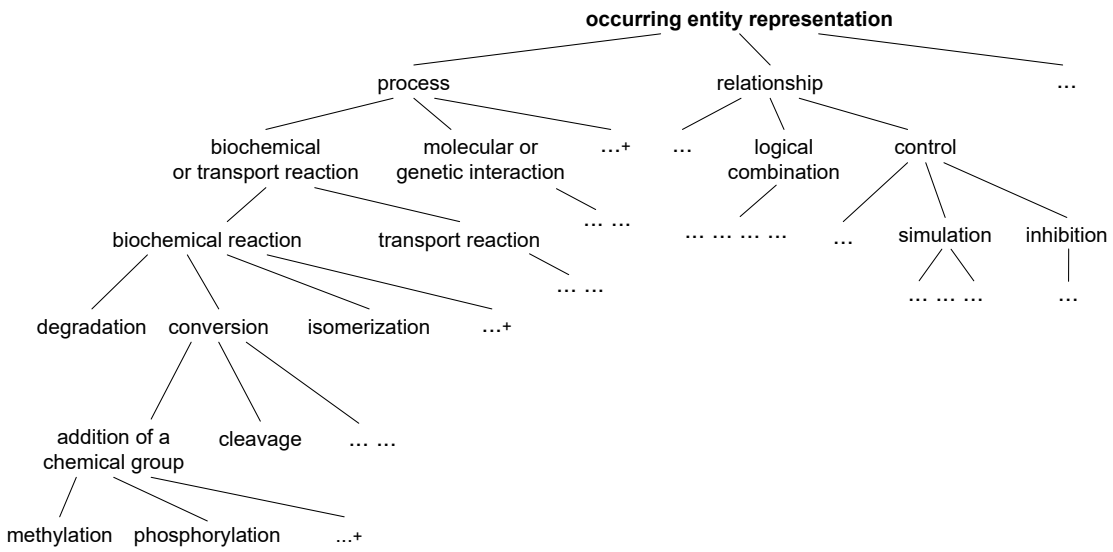 occurring entity representation
process
relationship
...
biochemical
or transport reaction
molecular or
genetic interaction
...+
...
logical
combination
control
biochemical reaction
transport reaction
... ...
... ... ... ...
...
simulation
inhibition
... ...
... ... ...
...
degradation
conversion
isomerization
...+
addition of a
chemical group
cleavage
... ...
methylation
phosphorylation
...+